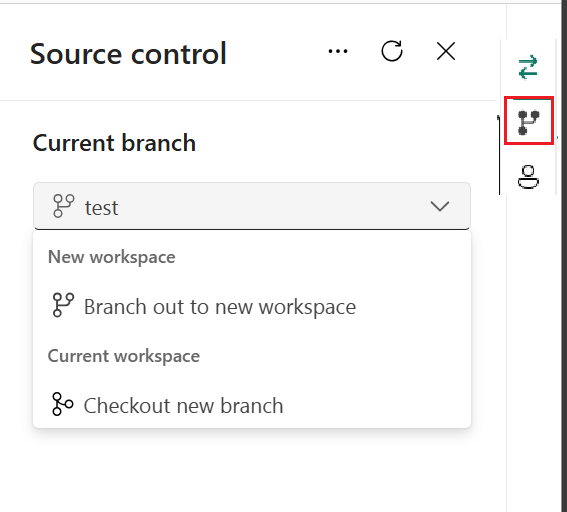 Source control
Current branch
test
New workspace
Branch out to new workspace
Current workspace
Checkout new branch